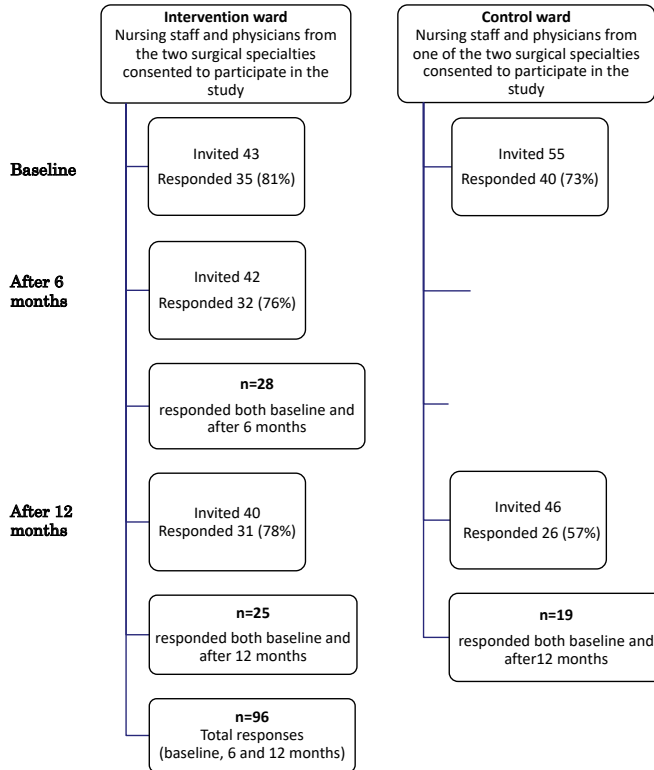 Intervention ward
Nursing staff and physicians from
the two surgical specialties
consented to participate in the
study
Control ward
Nursing staff and physicians from
one of the two surgical specialties
consented to participate in the
study
Baseline
Invited 43
Responded 35 (81%)
Invited 55
Responded 40 (73%)
After 6
months
Invited 42
Responded 32 (76%)
n=28
responded both baseline and
after 6 months
After 12
months
Invited 40
Responded 31 (78%)
Invited 46
Responded 26 (57%)
n=25
responded both baseline and
after 12 months
n=19
responded both baseline and
after12 months
n=96
Total responses
(baseline, 6 and 12 months)